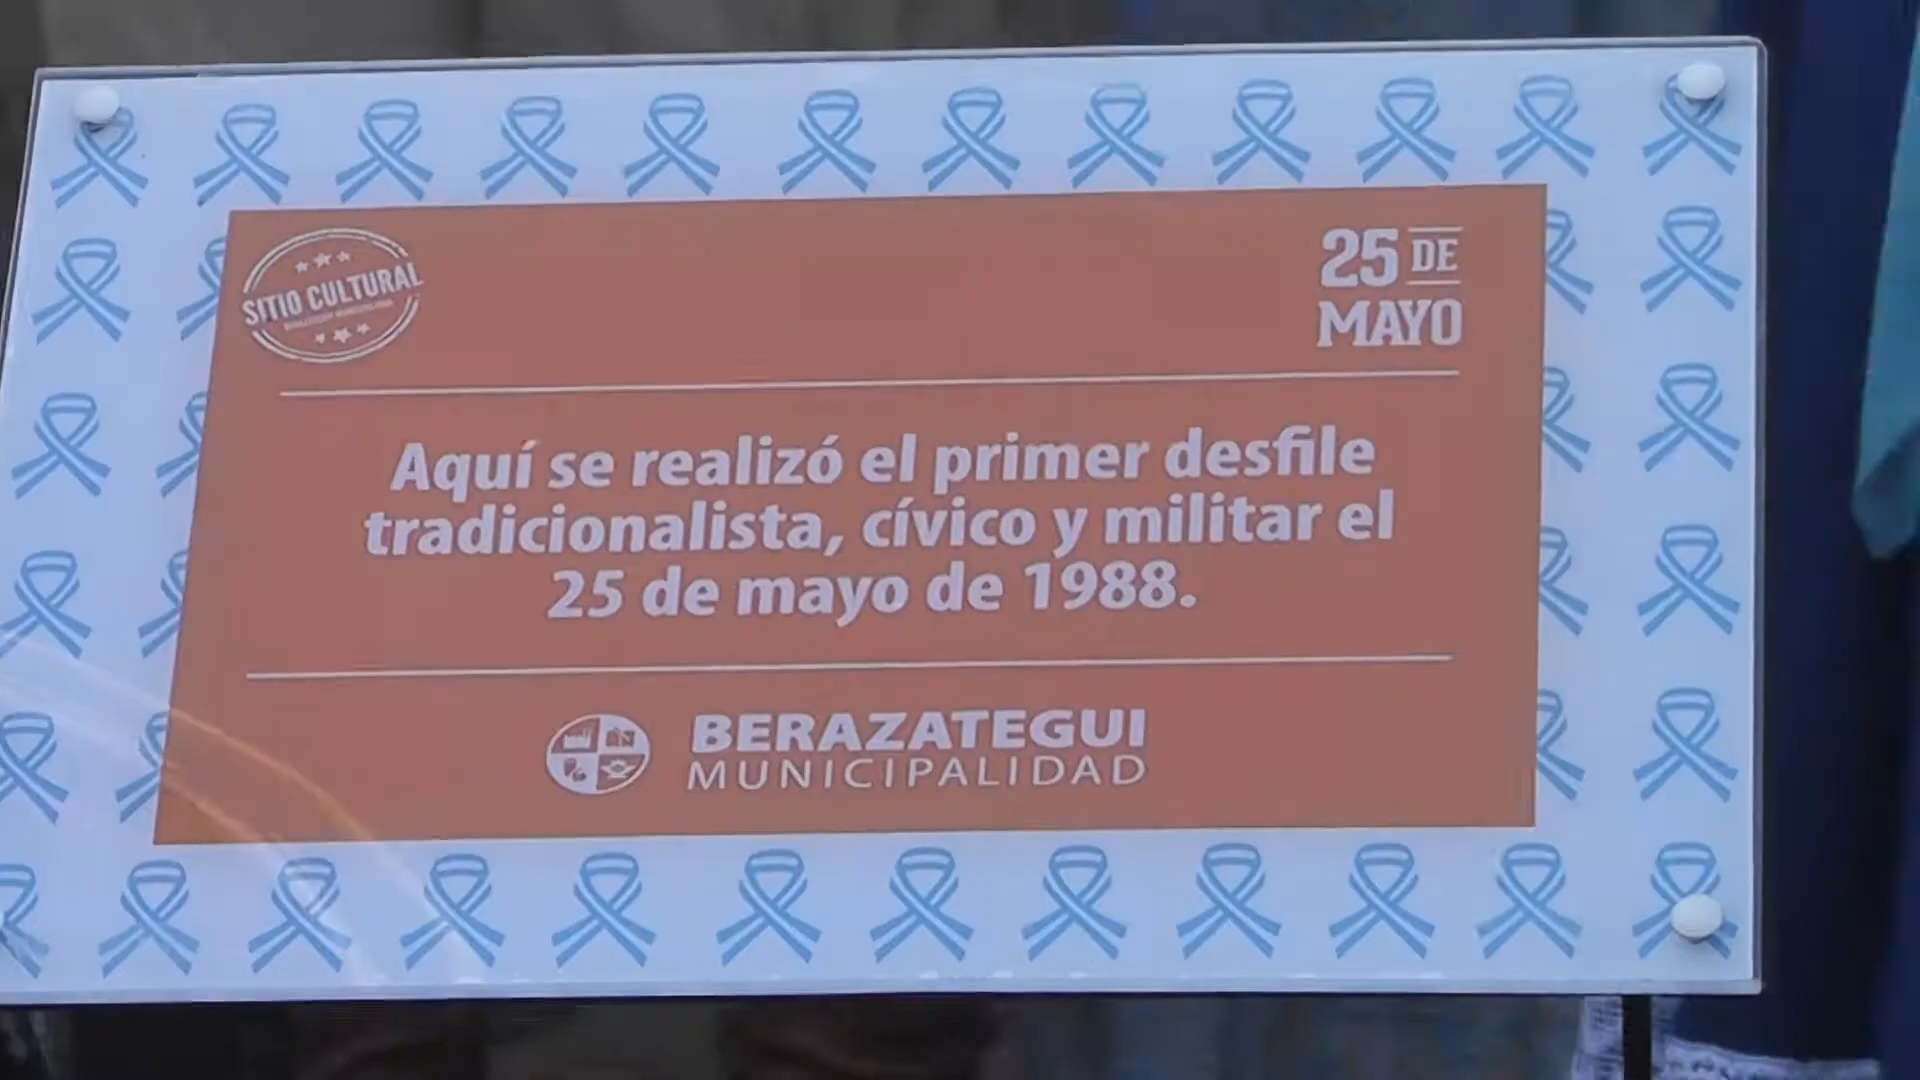 SITIO CULTURAL
25 DE
MAYO
Aquí se realizó el primer desfile
tradicionalista, cívico y militar el
25 de mayo de 1988.
BERAZATEGUI
MUNICIPALIDAD